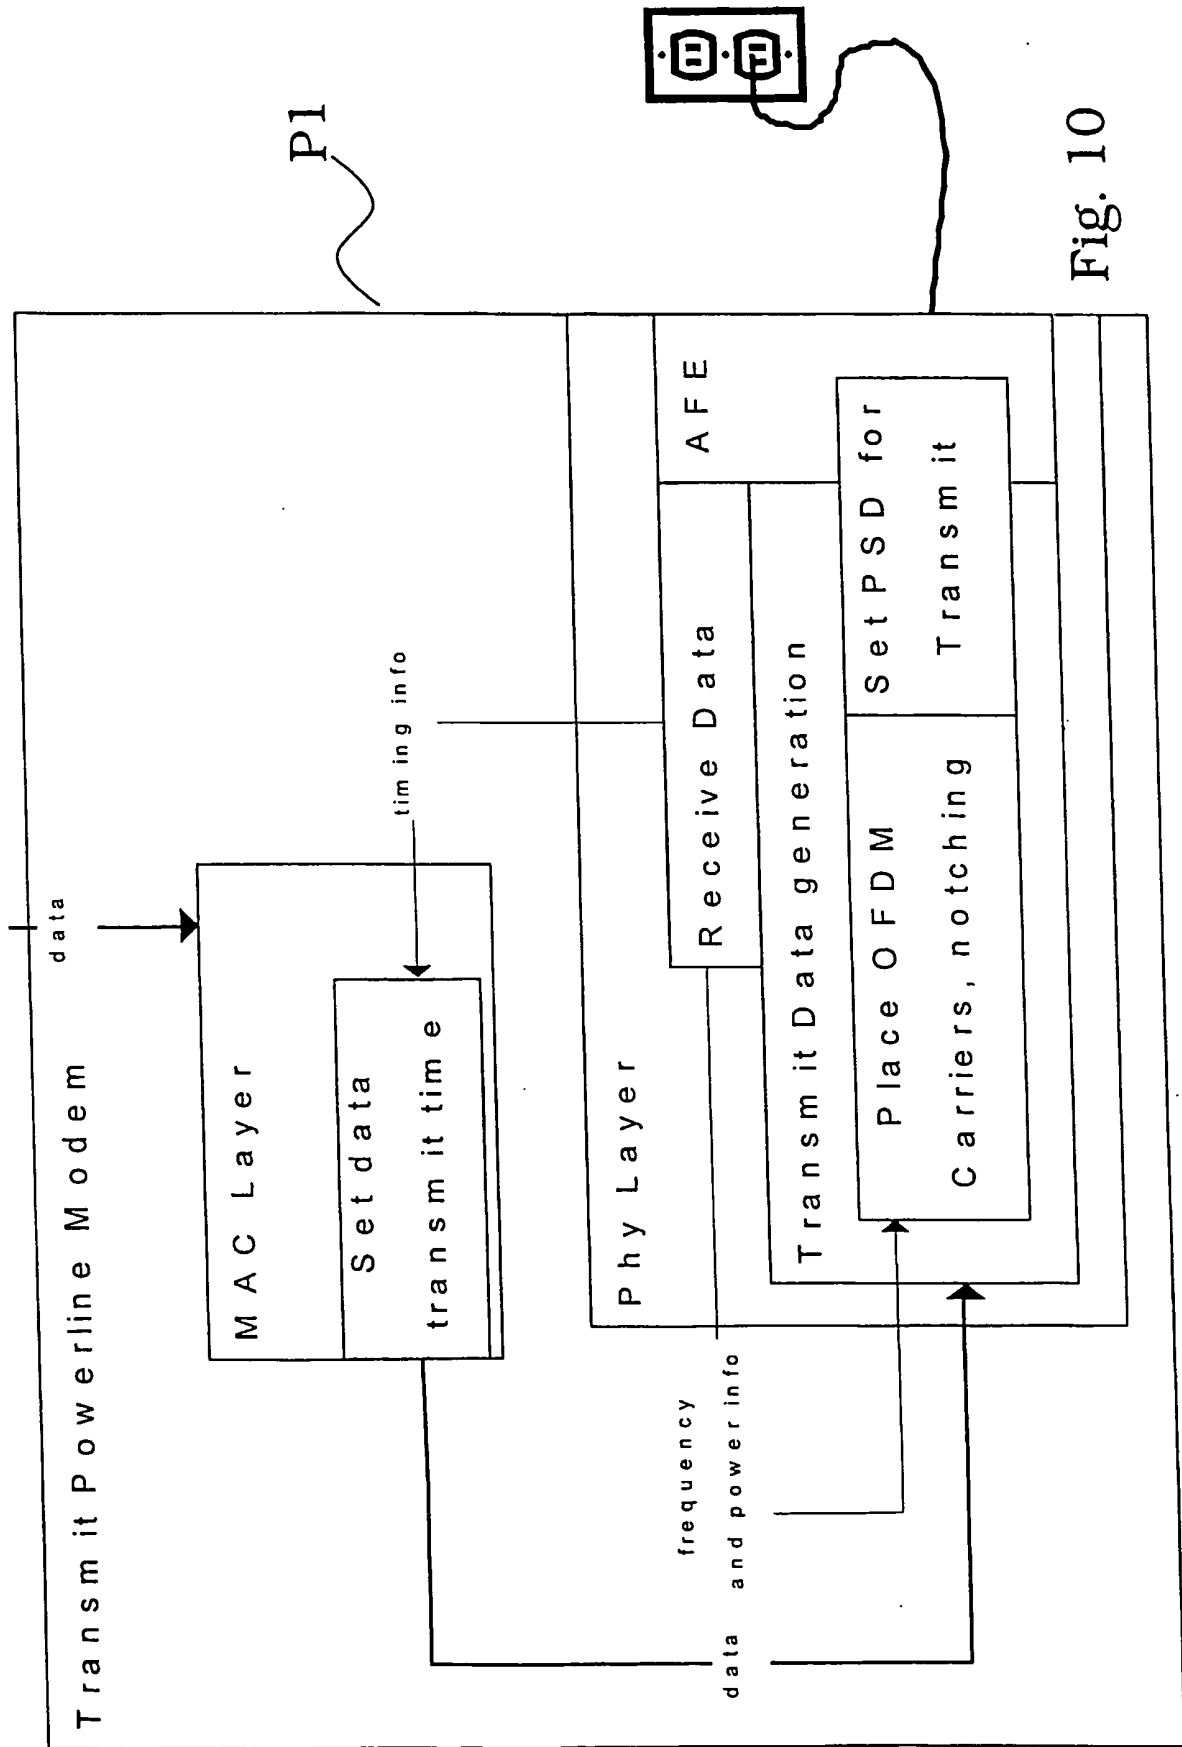 Transmit Powerline Modem
data
MAC Layer
Set data
transmit time
timing info
P1
Phy Layer
Receive Data
AFE
Transmit Data generation
Place OFDM
Carriers, notching
Set PSD for
Transmit
frequency
and power info
data
Fig. 10